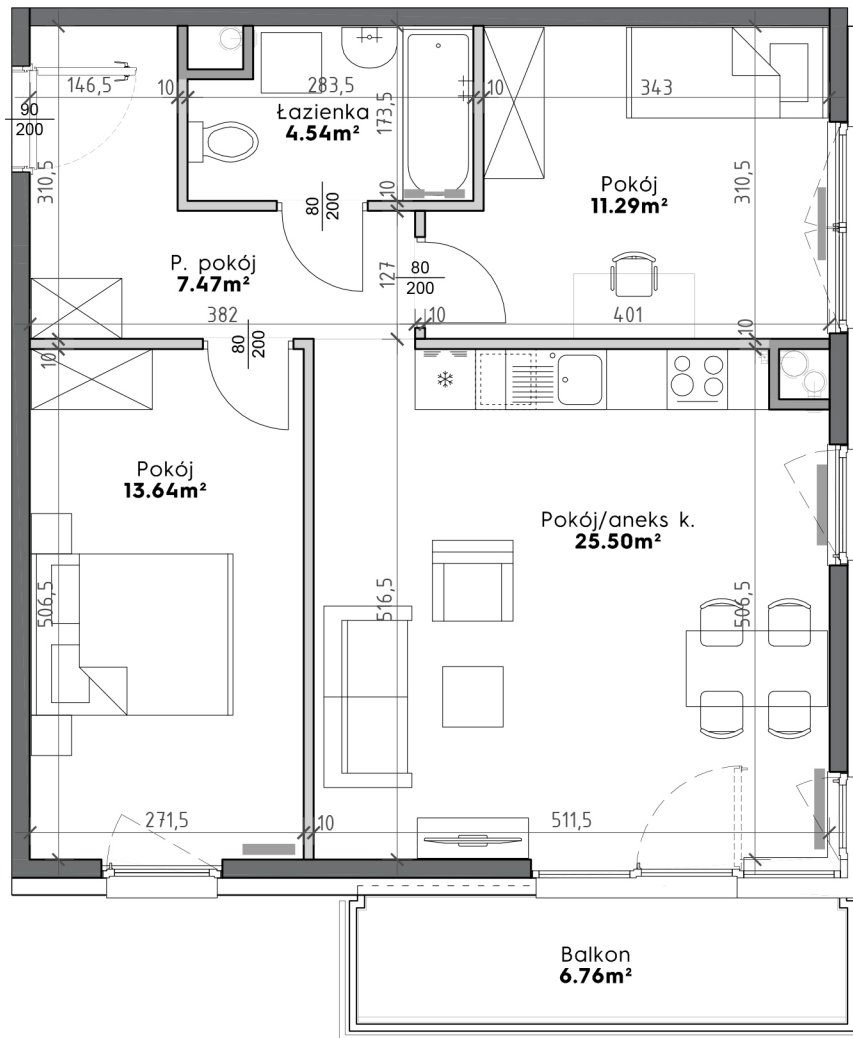 146,5
10
283,5
10
343
90
200
Łazienka
4.54m²
173,5
310,5
10
80
200
Pokój
11.29m²
310,5
P. pokój
7.47m²
127
80
200
382
10
401
10
80
200
10
Pokój
13.64m²
Pokój/aneks k.
25.50m²
506,5
516,5
506,5
271,5
10
511,5
Balkon
6.76m²